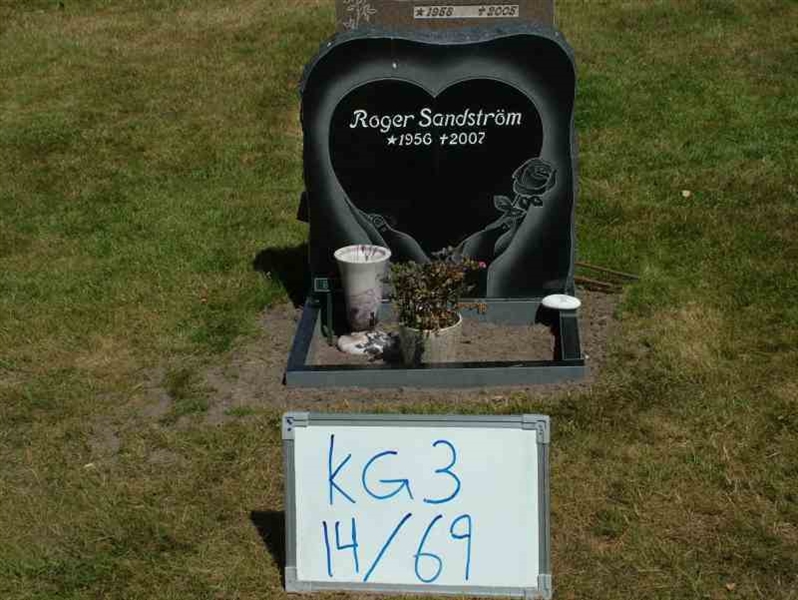 ★1958 ✝2005
Roger Sandström
★1956 ✝2007
KG3
14/69